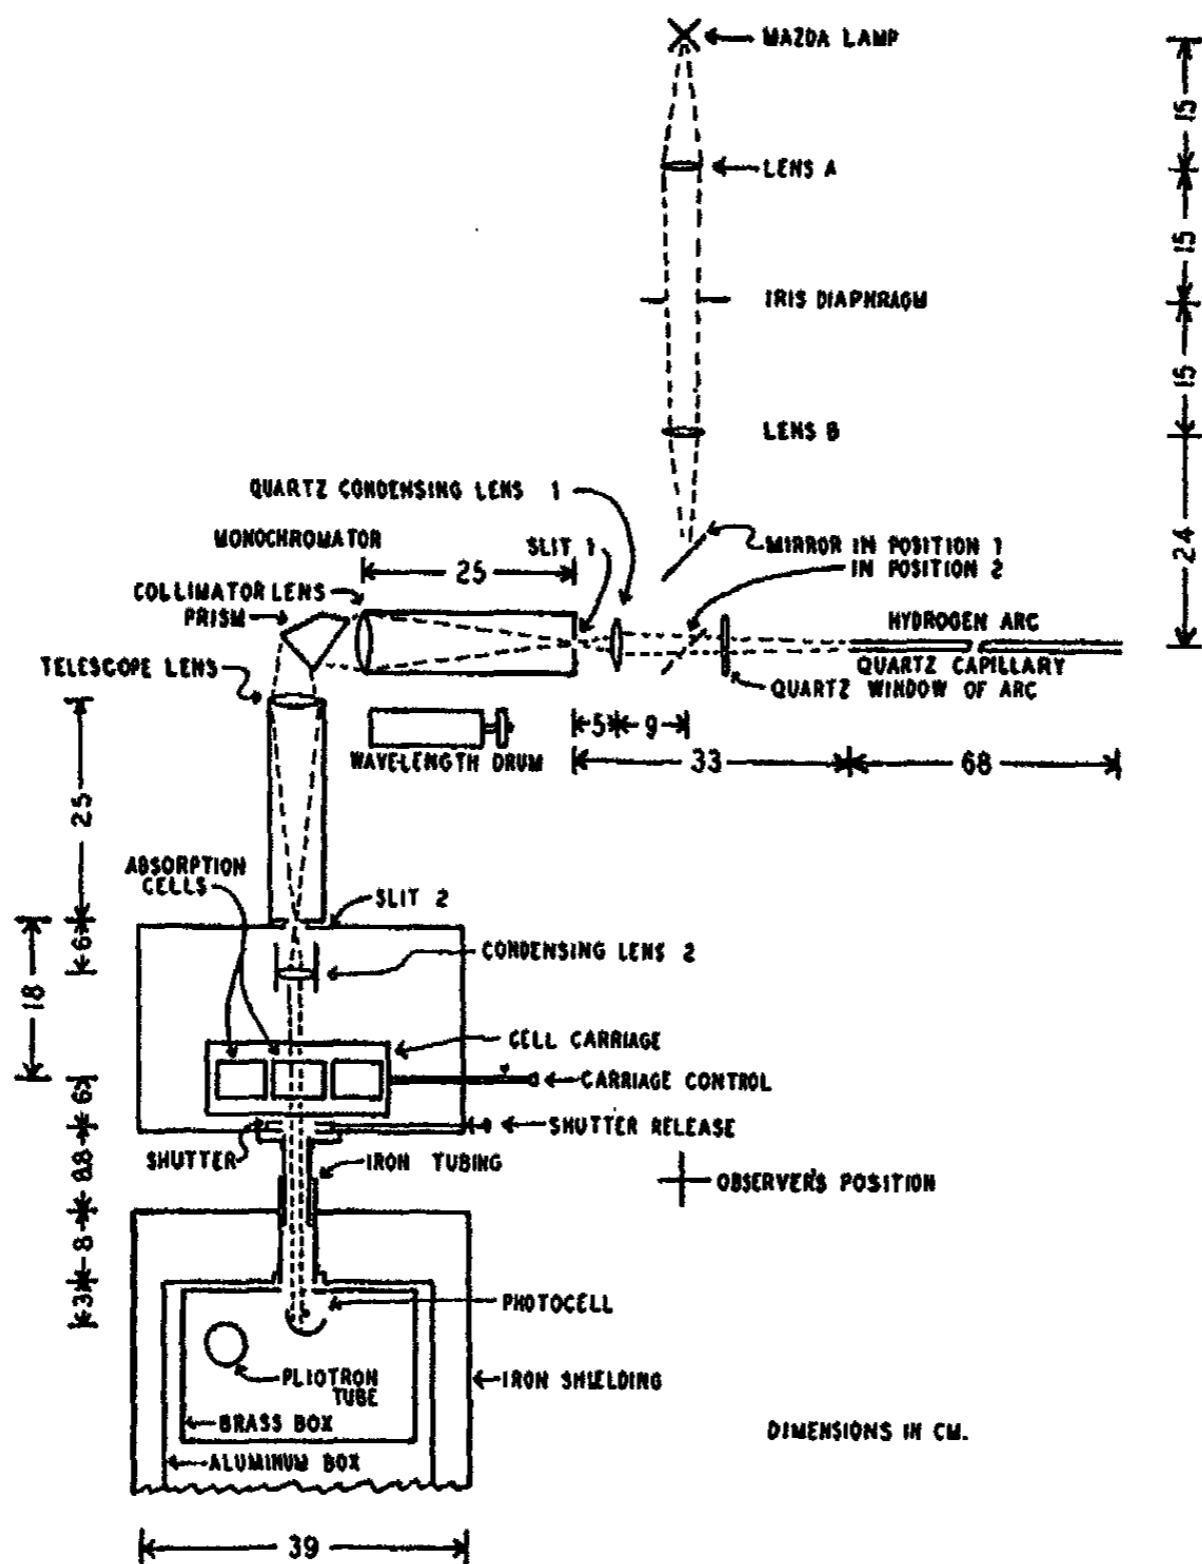 MAZDA LAMP
15
LENS A
15
IRIS DIAPHRAGM
15
LENS B
QUARTZ CONDENSING LENS 1
MONOCHROMATOR
SLIT 1
MIRROR IN POSITION 1
IN POSITION 2
24
25
COLLIMATOR LENS
PRISM
HYDROGEN ARC
TELESCOPE LENS
QUARTZ CAPILLARY
QUARTZ WINDOW OF ARC
5
9
WAVE-LENGTH DRUM
33
68
25
ABSORPTION
CELLS
SLIT 2
6
CONDENSING LENS 2
18
CELL CARRIAGE
CARRIAGE CONTROL
6
SHUTTER RELEASE
SHUTTER
IRON TUBING
8.8
OBSERVER'S POSITION
8
3
PHOTOCELL
PLIOTRON
TUBE
IRON SHIELDING
BRASS BOX
DIMENSIONS IN CM.
ALUMINUM BOX
39